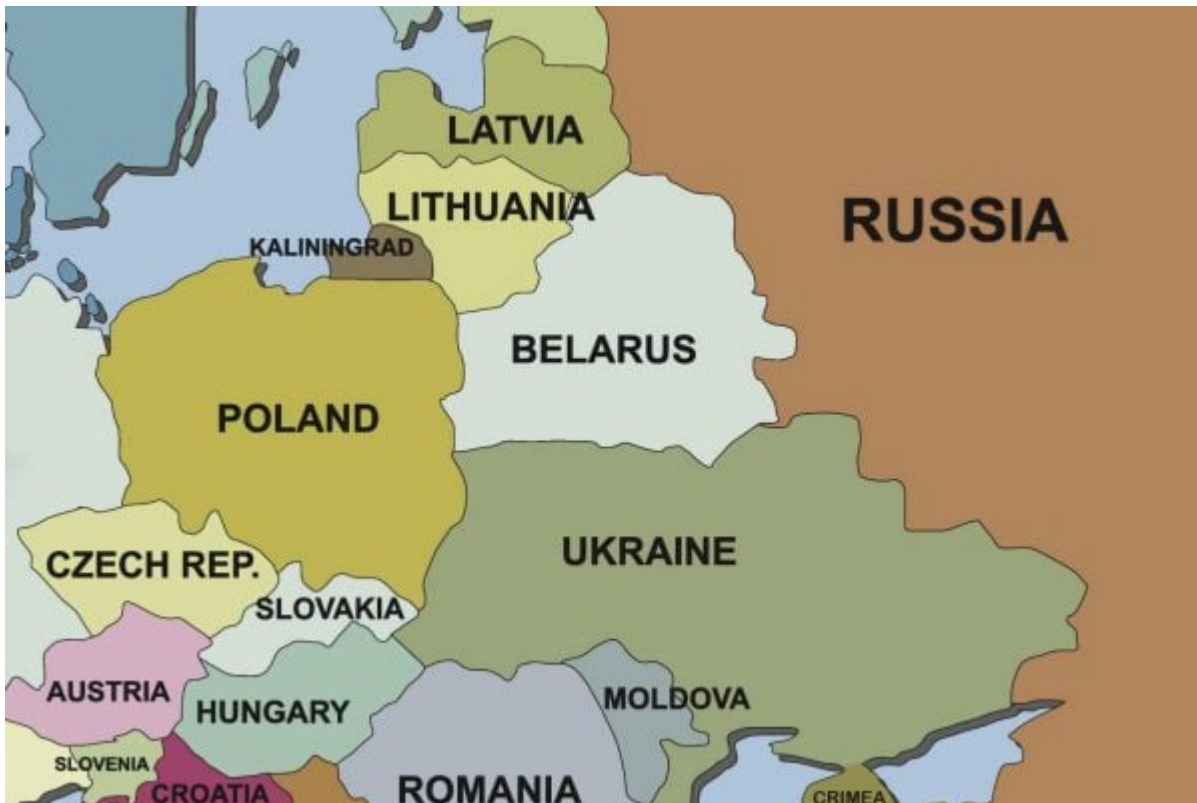 LATVIA
LITHUANIA
RUSSIA
KALININGRAD
BELARUS
POLAND
UKRAINE
CZECH REP.
SLOVAKIA
AUSTRIA
HUNGARY
MOLDOVA
SLOVENIA
ROMANIA
CROATIA
CRIMEA